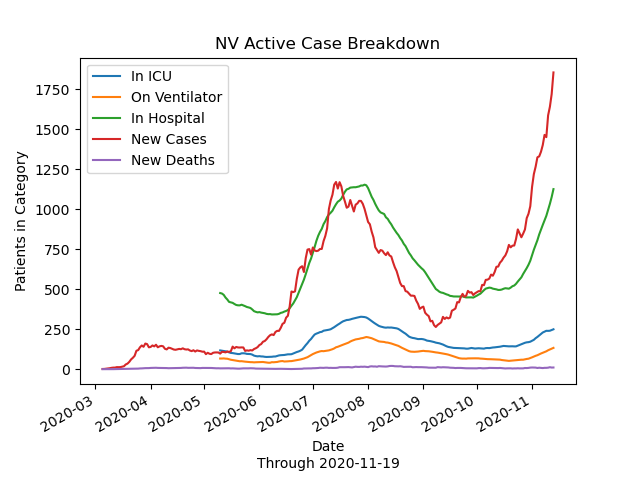 NV Active Case Breakdown
In ICU
On Ventilator
In Hospital
New Cases
New Deaths
Patients in Category
1750
1500
1250
1000
750
500
250
0
2020-03
2020-04
2020-05
2020-06
2020-07
2020-08
2020-09
2020-10
2020-11
Date
Through 2020-11-19